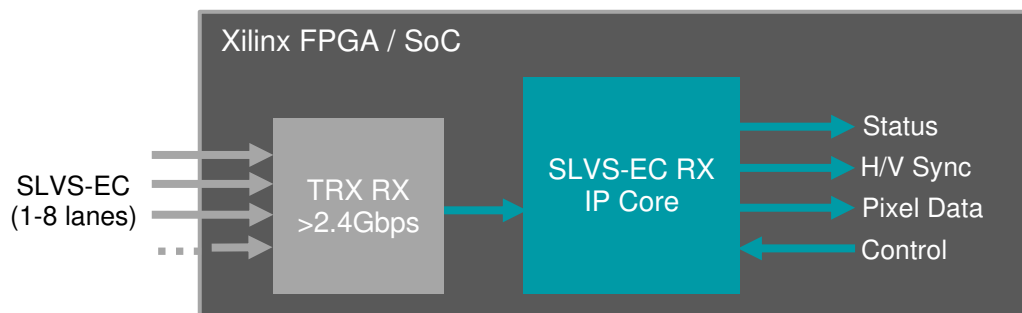 Xilinx FPGA / SoC
SLVS-EC
(1-8 lanes)
TRX RX
>2.4Gbps
SLVS-EC RX
IP Core
Status
H/V Sync
Pixel Data
Control